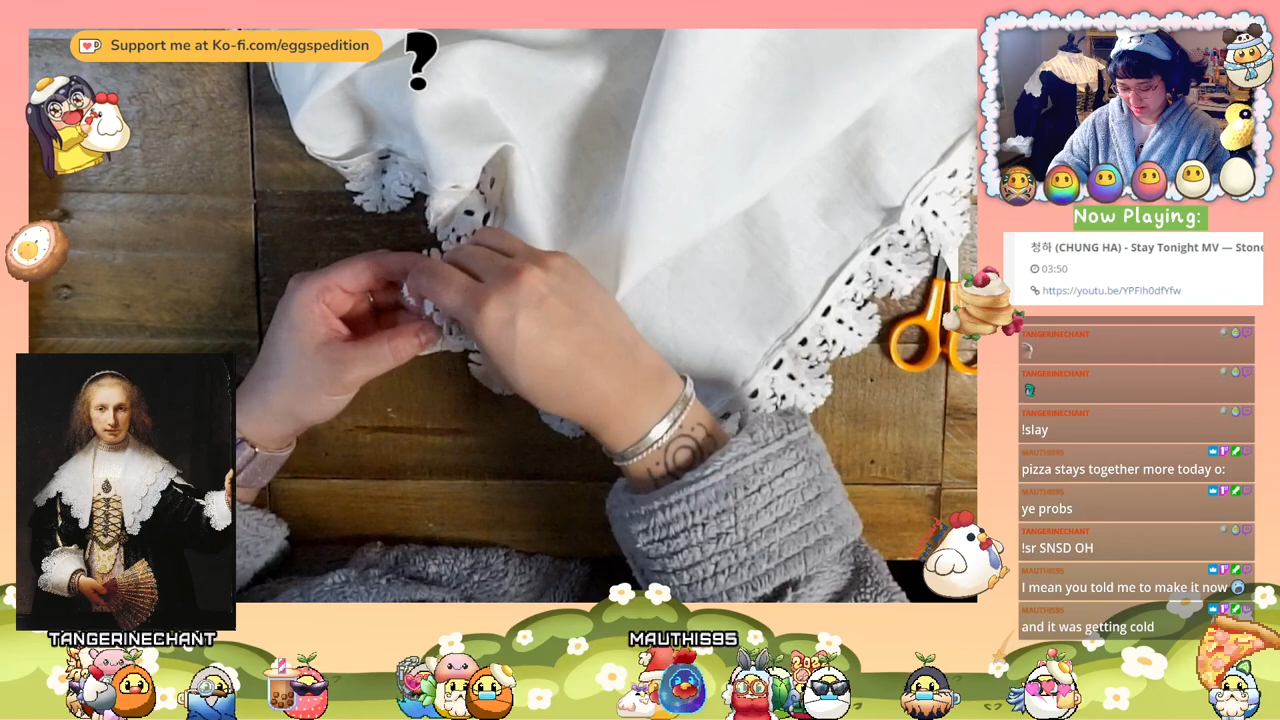 Support me at Ko-fi.com/eggspedition
?
Now Playing:
청하 (CHUNG HA) - Stay Tonight MV — Stone
03:50
https://youtu.be/YPFIh0dfYfw
TANGERINECHANT
TANGERINECHANT
TANGERINECHANT
!slay
MAUTHIS95
pizza stays together more today o:
MAUTHIS95
ye probs
TANGERINECHANT
!sr SNSD OH
MAUTHIS95
I mean you told me to make it now
MAUTHIS95
and it was getting cold
TANGERINECHANT
MAUTHIS95